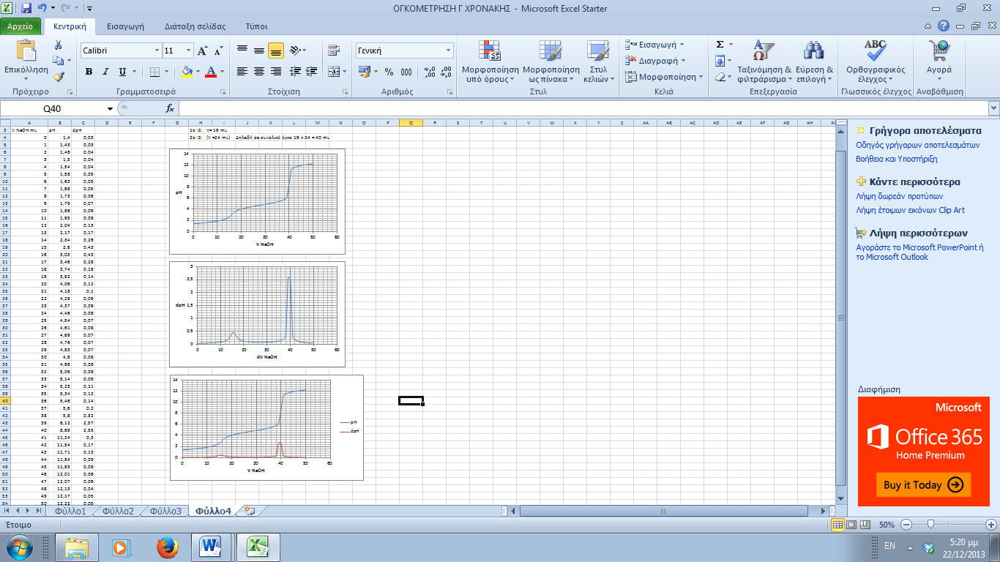 ΟΓΚΟΜΕΤΡΗΣΗ Γ ΧΡΟΝΑΚΗΣ - Microsoft Excel Starter
Αρχείο Κεντρική Εισαγωγή Διάταξη σελίδας Τύποι
Επικόλληση
Πρόχειρο
Calibri 11
B I U
Γραμματοσειρά
Στοίχιση
Γενική
% 000
Αριθμός
Μορφοποίηση υπό όρους
Μορφοποίηση ως πίνακα
Στυλ κελιών
Στυλ
Εισαγωγή
Διαγραφή
Μορφοποίηση
Κελιά
Ταξινόμηση & φιλτράρισμα
Εύρεση & επιλογή
Επεξεργασία
Ορθογραφικός έλεγχος
Γλωσσικός έλεγχος
Αγορά
Αναβάθμιση
Q40 fx
A B C D E F G H I J K L M N O P Q R S T U V W X Y Z AA AB AC AD AE AF AG AH
3 V NaOH mL pH dpH 1ο ΙΣ: V= 16 mL
4 0 1,4 0,03 2ο ΙΣ: (V =24 mL) Δηλαδή σε συνολικό όγκο 16 + 24 = 40 mL
5 1 1,43 0,03
6 2 1,46 0,04
7 3 1,5 0,04
8 4 1,54 0,04
9 5 1,58 0,05
10 6 1,63 0,05
11 7 1,68 0,05
12 8 1,73 0,06
13 9 1,79 0,07
14 10 1,86 0,09
15 11 1,95 0,09
16 12 2,04 0,13
17 13 2,17 0,17
18 14 2,34 0,26
19 15 2,6 0,43
20 16 3,03 0,43
21 17 3,46 0,28
22 18 3,74 0,18
23 19 3,92 0,14
24 20 4,06 0,12
25 21 4,18 0,1
26 22 4,28 0,09
27 23 4,37 0,09
28 24 4,46 0,08
29 25 4,54 0,07
30 26 4,61 0,08
31 27 4,69 0,07
32 28 4,76 0,07
33 29 4,83 0,07
34 30 4,9 0,08
35 31 4,98 0,08
36 32 5,06 0,08
37 33 5,14 0,09
38 34 5,23 0,11
39 35 5,34 0,12
40 36 5,46 0,14
41 37 5,6 0,2
42 38 5,8 0,32
43 39 6,12 2,57
44 40 8,69 2,55
45 41 11,24 0,3
46 42 11,54 0,17
47 43 11,71 0,13
48 44 11,84 0,09
49 45 11,93 0,08
50 46 12,01 0,06
51 47 12,07 0,06
52 48 12,13 0,04
53 49 12,17 0,05
54 50 12,22 0,05
14
12
10
pH 8
6
4
2
0
0 10 20 30 40 50 60
V NaOH
3
2,5
2
dpH 1,5
1
0,5
0
0 10 20 30 40 50 60
dV NaOH
14
12
10
8
6
4
2
0
0 10 20 30 40 50 60
V NaOH
pH
dpH
Γρήγορα αποτελέσματα
Οδηγός γρήγορων αποτελεσμάτων
Βοήθεια και Υποστήριξη
Κάντε περισσότερα
Λήψη δωρεάν προτύπων
Λήψη έτοιμων εικόνων Clip Art
Λήψη περισσότερων
Αγοράστε το Microsoft PowerPoint ή
το Microsoft Outlook
Διαφήμιση
Microsoft
Office 365
Home Premium
Buy it Today
Φύλλο1 Φύλλο2 Φύλλο3 Φύλλο4
Έτοιμο 50%
EN 5:20 μμ
22/12/2013